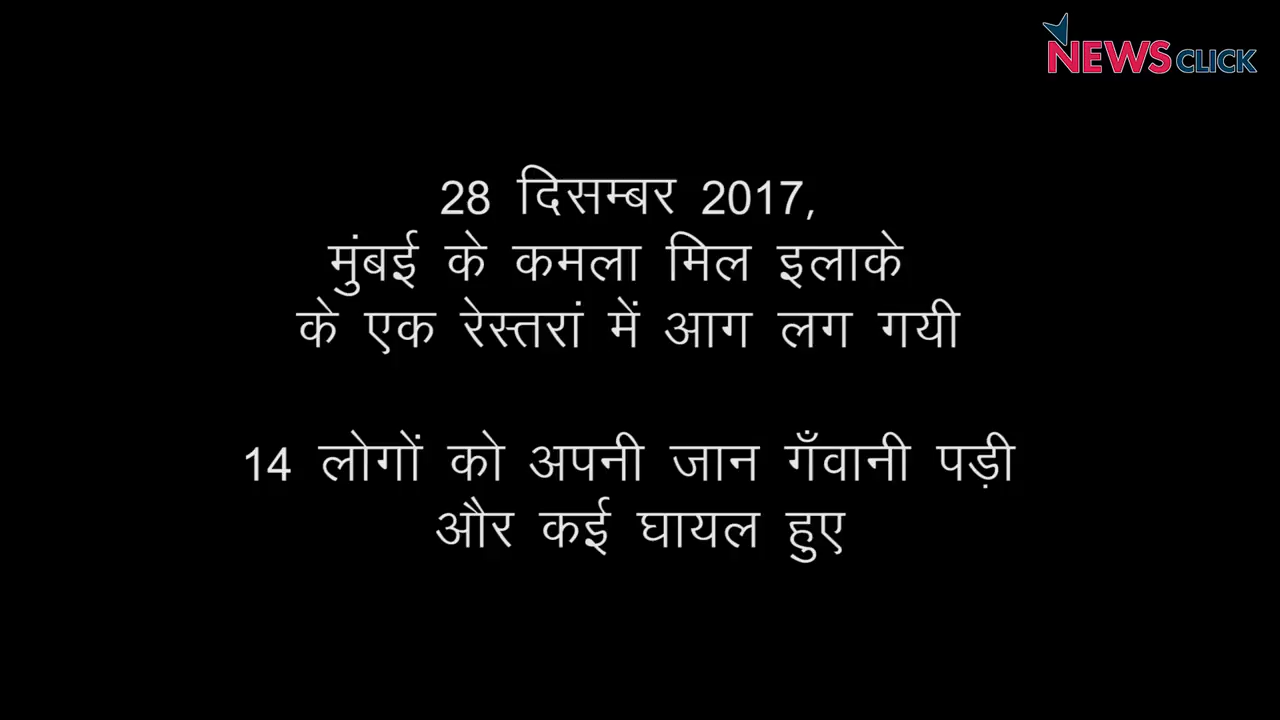 NEWSCLICK
28 दिसम्बर 2017,
मुंबई के कमला मिल इलाके
के एक रेस्तरां में आग लग गयी
14 लोगों को अपनी जान गँवानी पड़ी
और कई घायल हुए